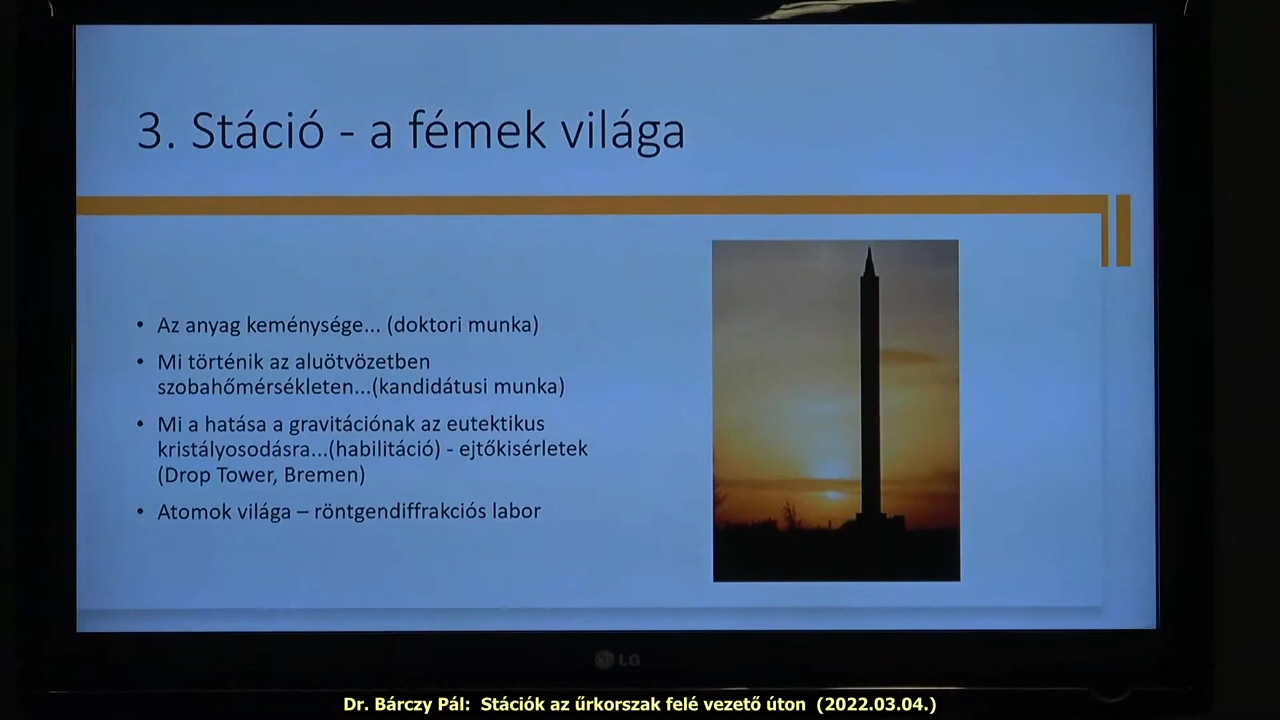 3. Stáció - a fémek világa
• Az anyag keménysége... (doktori munka)
• Mi történik az aluötvözetben
szobahőmérsékleten...(kandidátusi munka)
• Mi a hatása a gravitációnak az eutektikus
kristályosodásra...(habilitáció) - ejtőkisérletek
(Drop Tower, Bremen)
• Atomok világa – röntgendiffrakciós labor
LG
Dr. Bárczy Pál: Stációk az űrkorszak felé vezető úton (2022.03.04.)